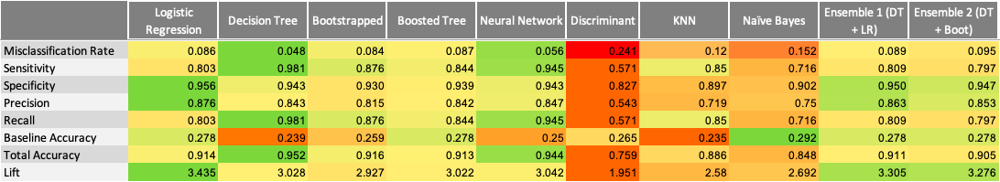 Logistic Regression Decision Tree Bootstrapped Boosted Tree Neural Network Discriminant KNN Naïve Bayes Ensemble 1 (DT + LR) Ensemble 2 (DT + Boot)
Misclassification Rate 0.086 0.048 0.084 0.087 0.056 0.241 0.12 0.152 0.089 0.095
Sensitivity 0.803 0.981 0.876 0.844 0.945 0.571 0.85 0.716 0.809 0.797
Specificity 0.956 0.943 0.930 0.939 0.943 0.827 0.897 0.902 0.950 0.947
Precision 0.876 0.843 0.815 0.842 0.847 0.543 0.719 0.75 0.863 0.853
Recall 0.803 0.981 0.876 0.844 0.945 0.571 0.85 0.716 0.809 0.797
Baseline Accuracy 0.278 0.239 0.259 0.278 0.25 0.265 0.235 0.292 0.278 0.278
Total Accuracy 0.914 0.952 0.916 0.913 0.944 0.759 0.886 0.848 0.911 0.905
Lift 3.435 3.028 2.927 3.022 3.042 1.951 2.58 2.692 3.305 3.276